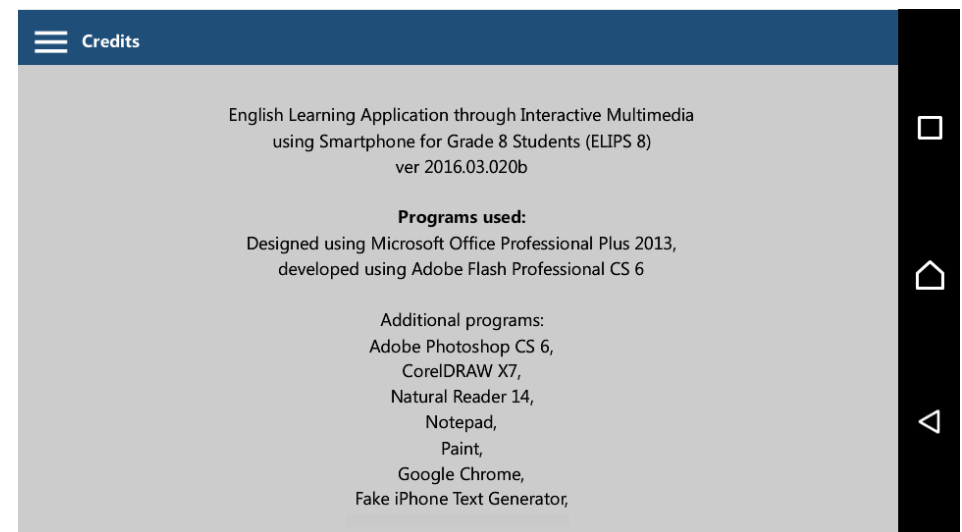 Credits
English Learning Application through Interactive Multimedia
using Smartphone for Grade 8 Students (ELIPS 8)
ver 2016.03.020b
Programs used:
Designed using Microsoft Office Professional Plus 2013,
developed using Adobe Flash Professional CS 6
Additional programs:
Adobe Photoshop CS 6,
CorelDRAW X7,
Natural Reader 14,
Notepad,
Paint,
Google Chrome,
Fake iPhone Text Generator,